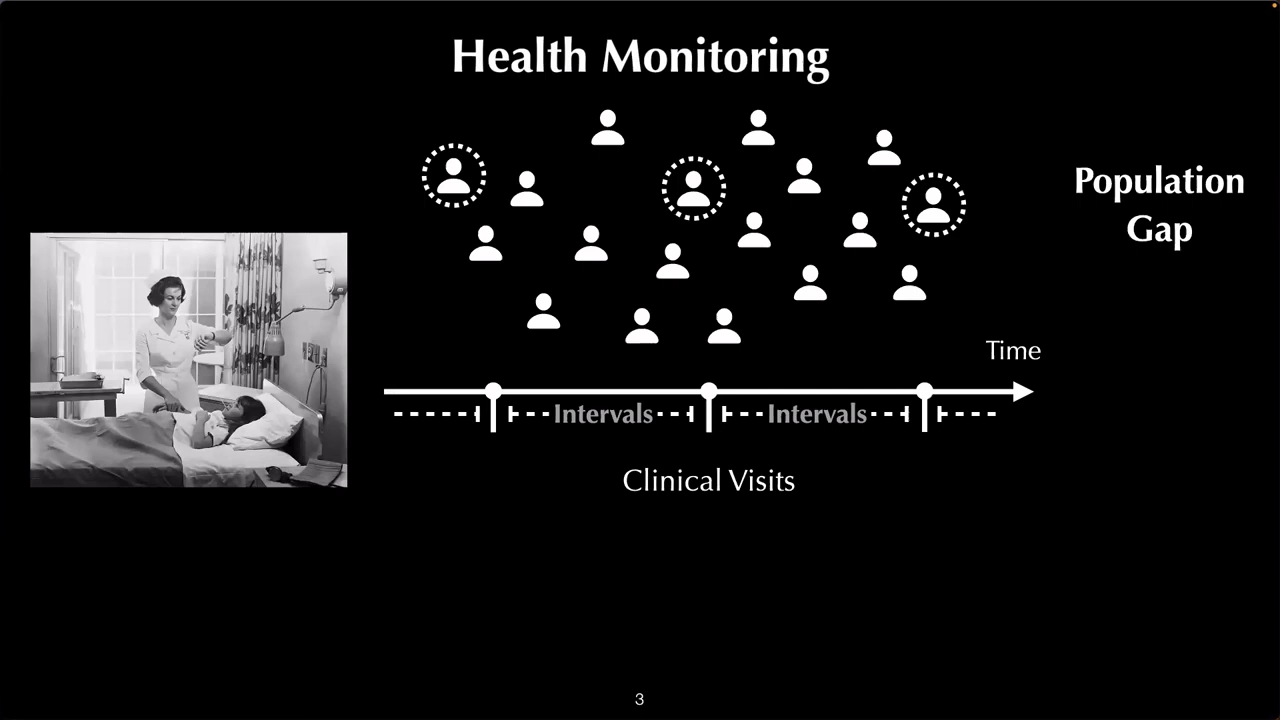 Health Monitoring
Population
Gap
Time
Intervals
Intervals
Clinical Visits
3